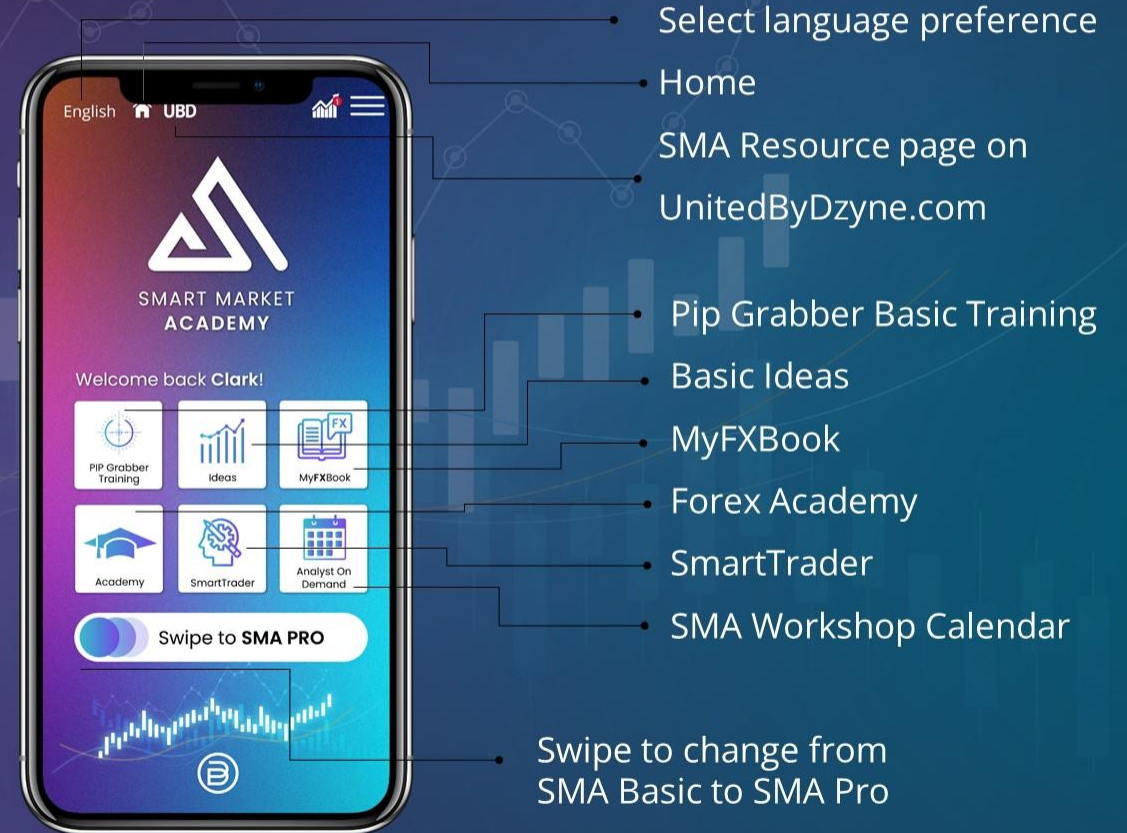 Select language preference
Home
SMA Resource page on
UnitedByDzyne.com
English UBD
1
SMART MARKET
ACADEMY
Welcome back Clark!
PIP Grabber
Training
Ideas
FX
MyFXBook
Academy
SmartTrader
Analyst On
Demand
Swipe to SMA PRO
B
Pip Grabber Basic Training
Basic Ideas
MyFXBook
Forex Academy
SmartTrader
SMA Workshop Calendar
Swipe to change from
SMA Basic to SMA Pro